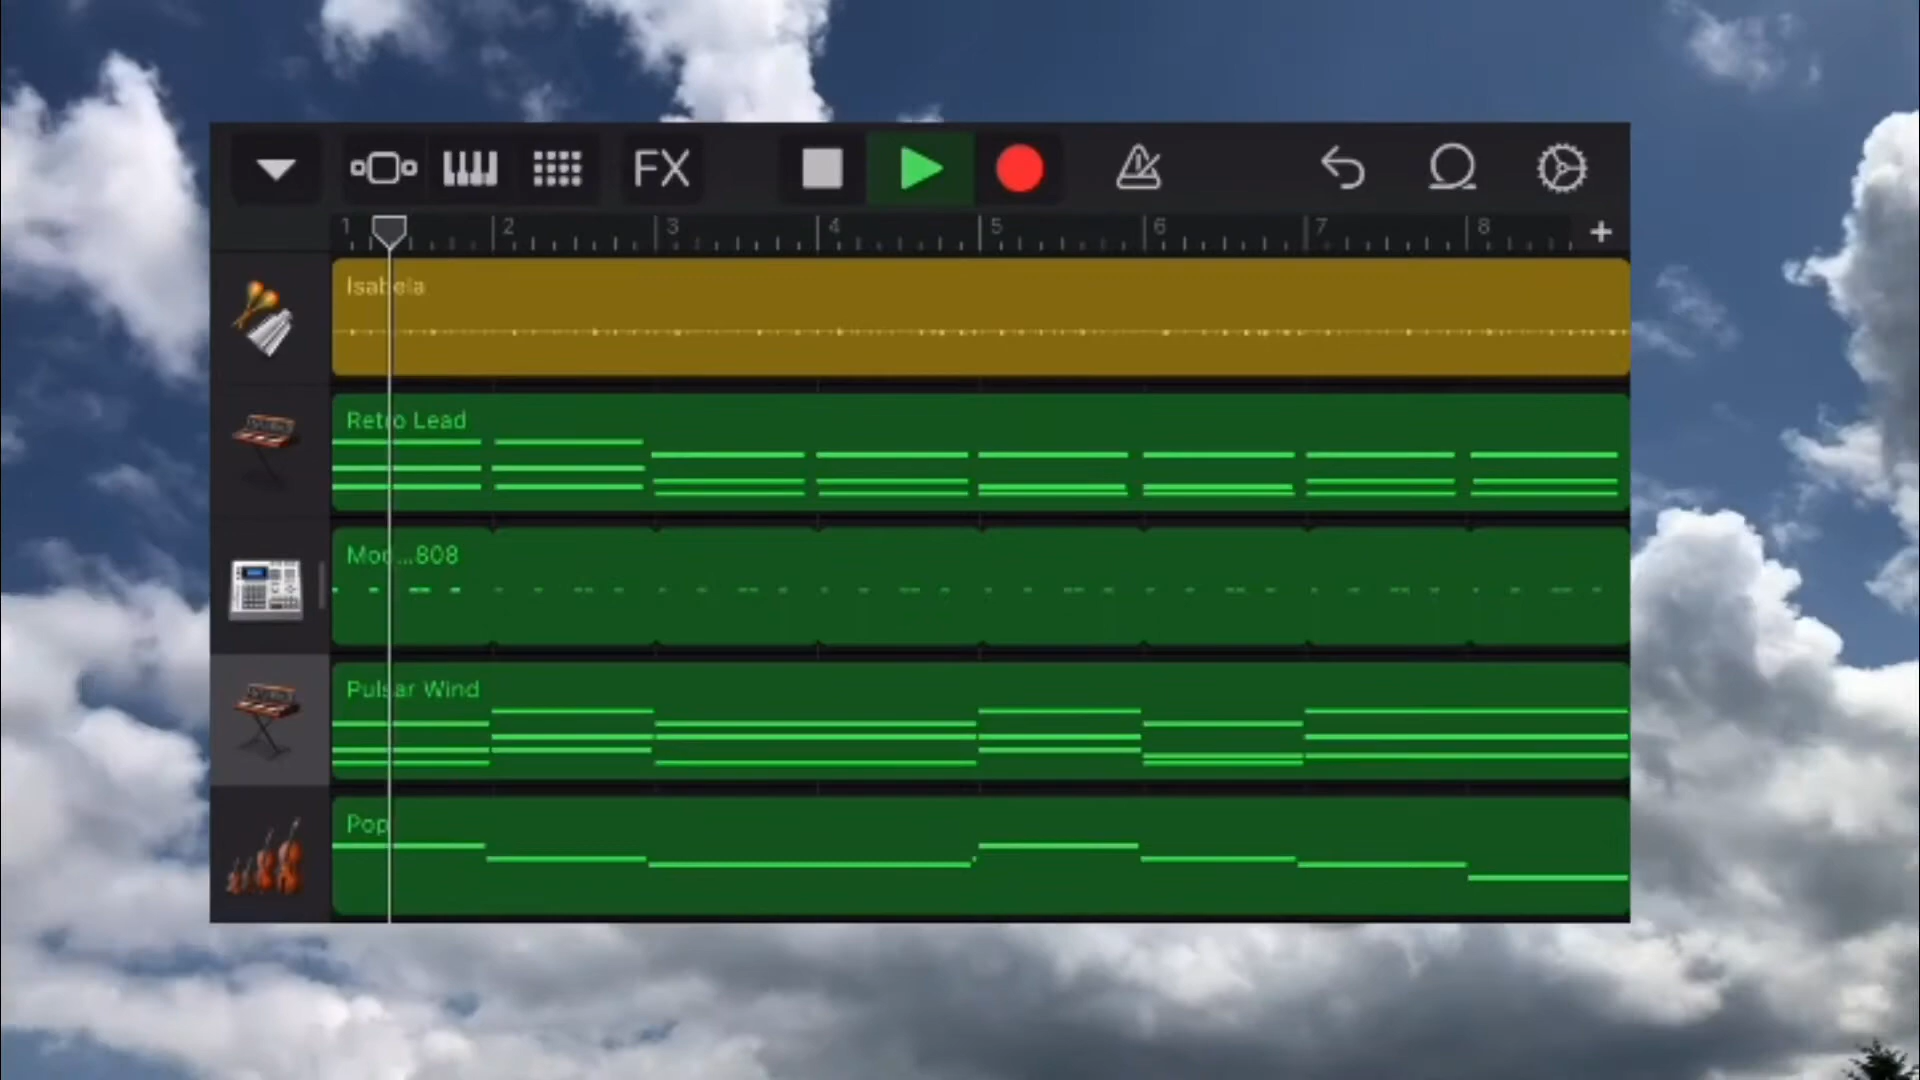 FX
1 2 3 4 5 6 7 8 +
Isabela
Retro Lead
Mod...808
Pulsar Wind
Pop